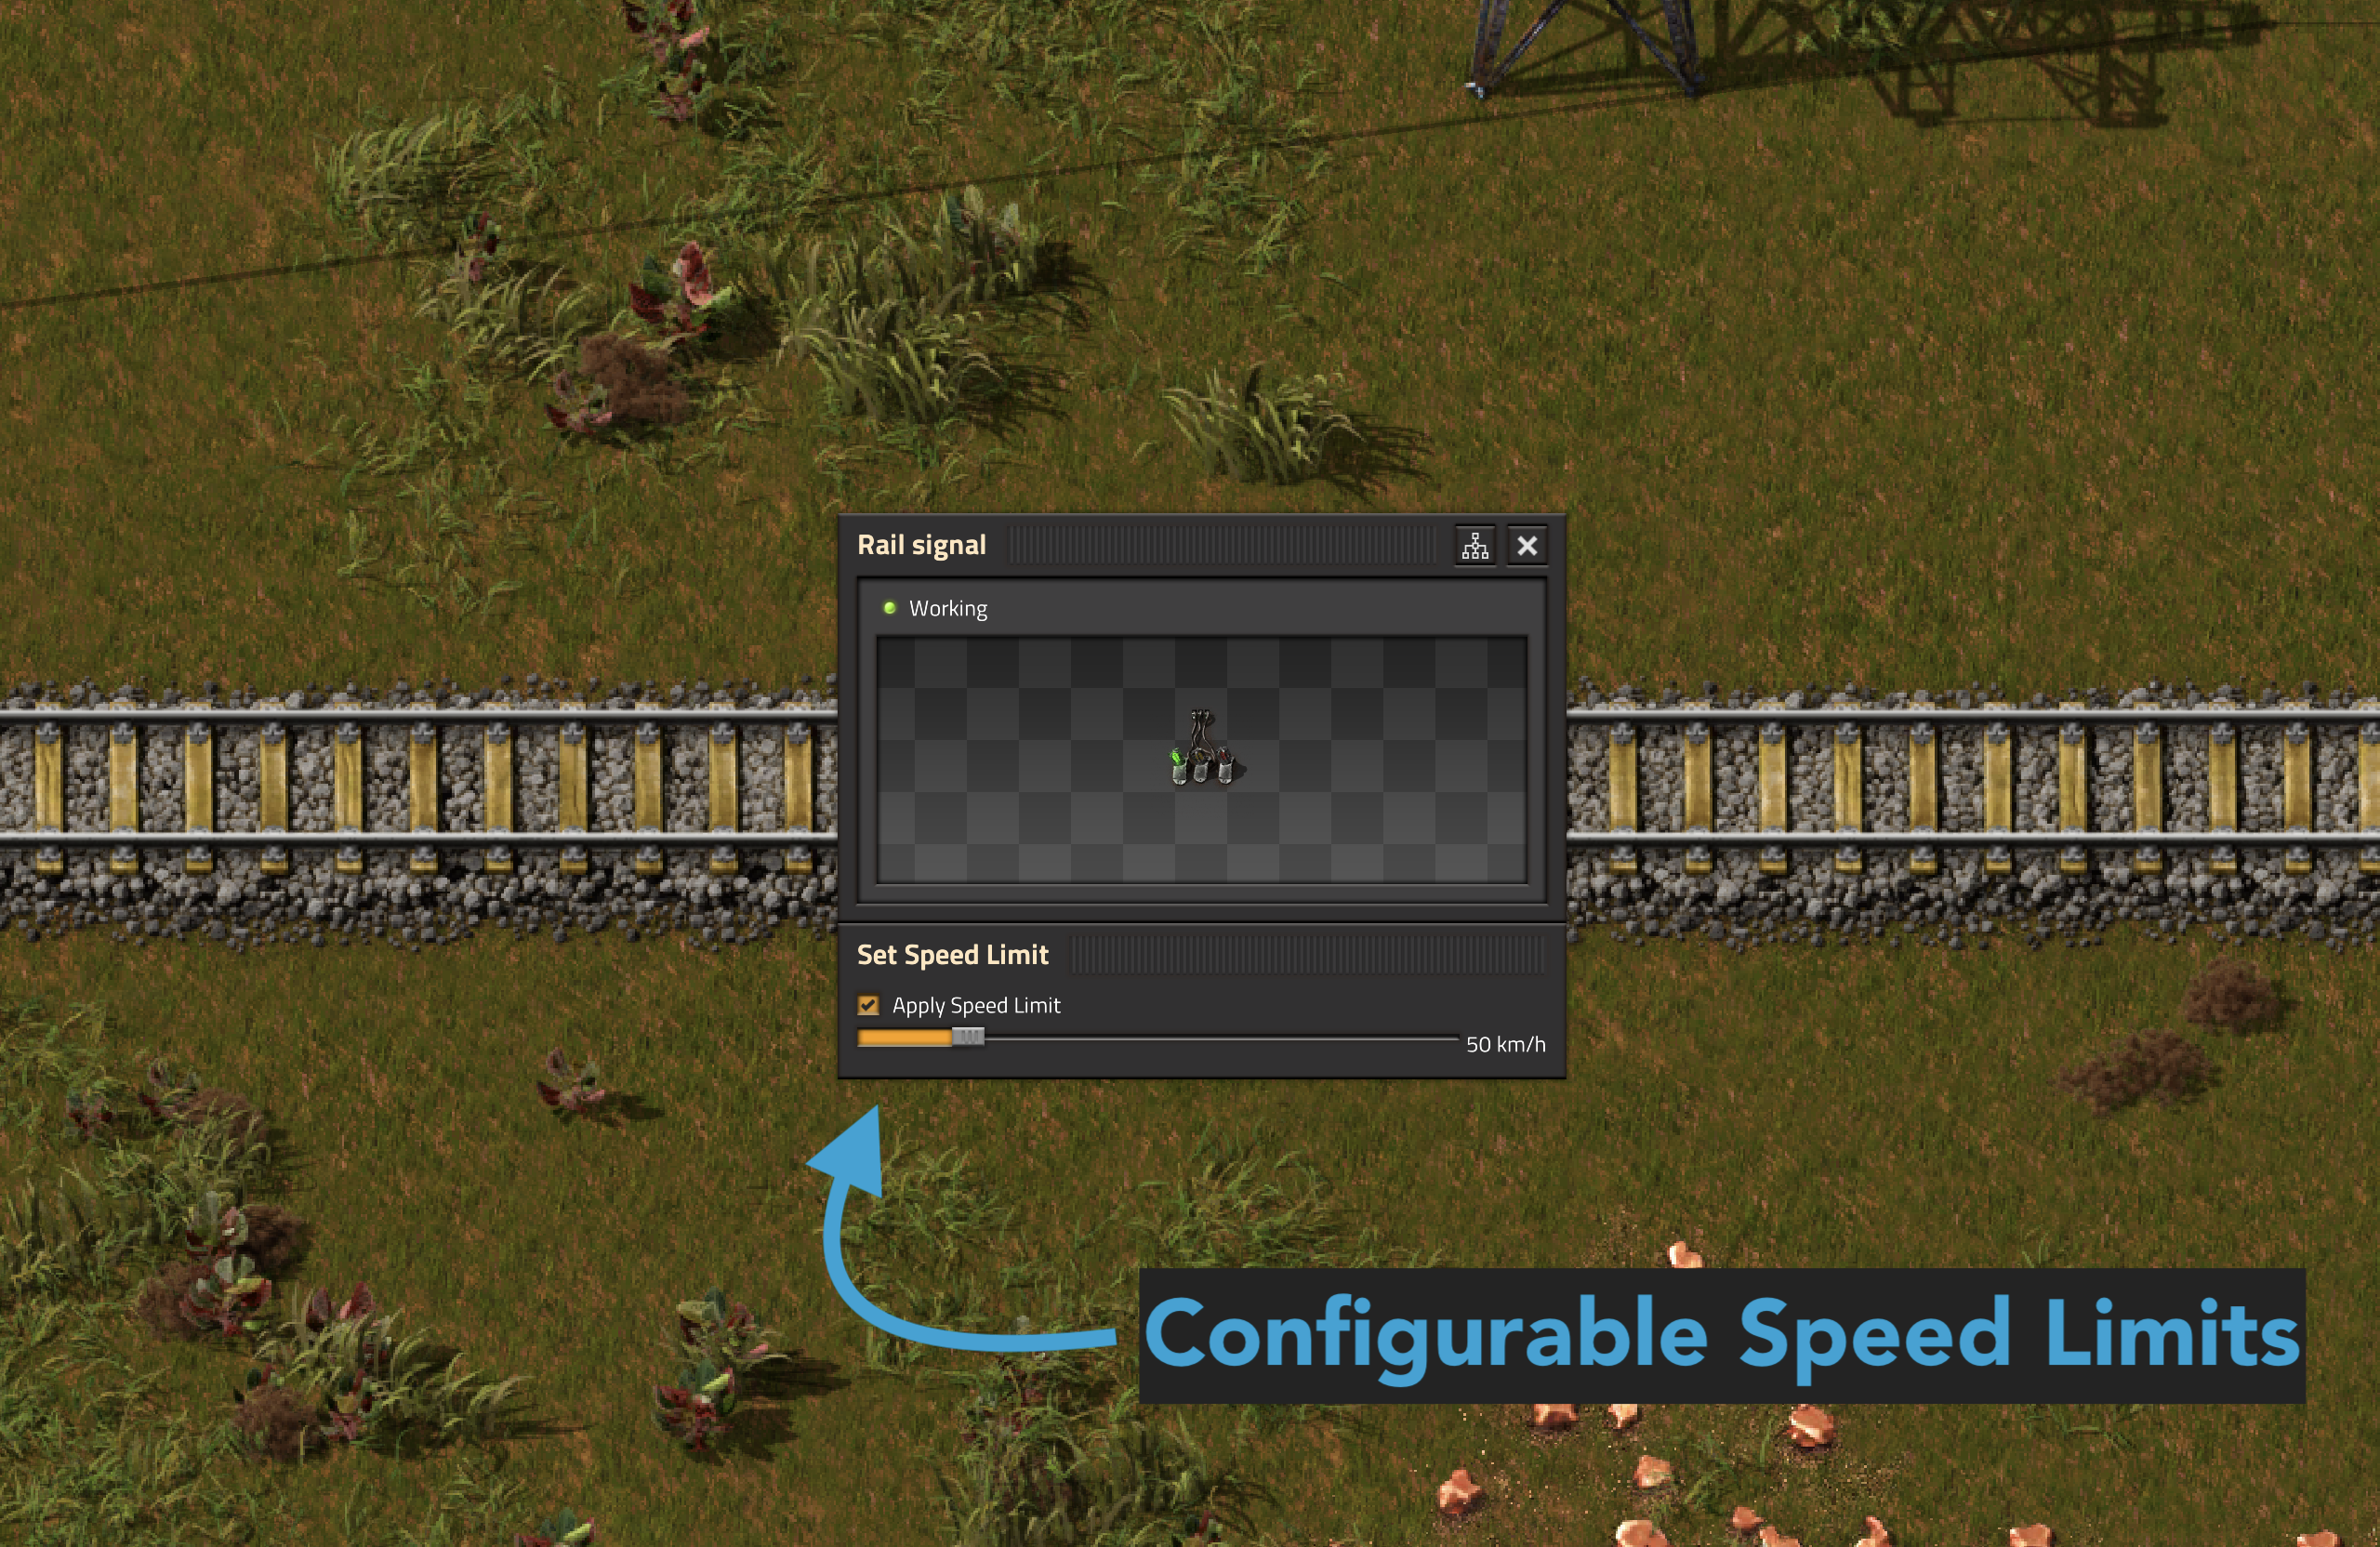 Rail signal
Working
Set Speed Limit
Apply Speed Limit
50 km/h
Configurable Speed Limits